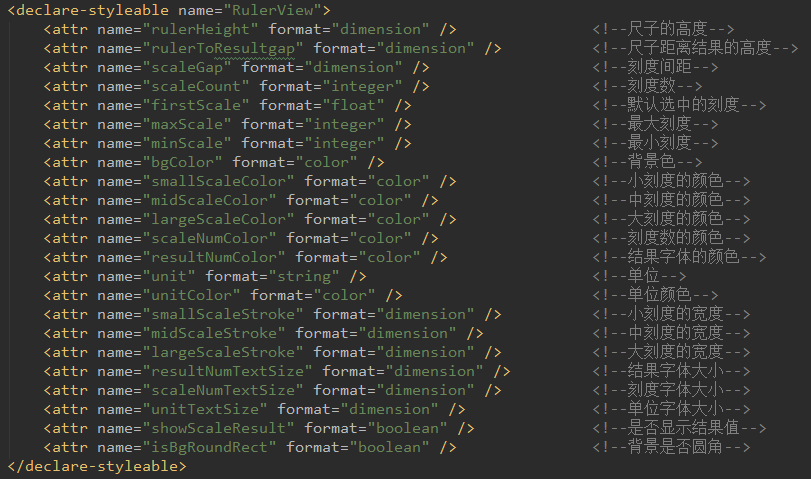 <declare-styleable name="RulerView">
<attr name="rulerHeight" format="dimension" /> <!--尺子的高度-->
<attr name="rulerToResultgap" format="dimension" /> <!--尺子距离结果的高度-->
<attr name="scaleGap" format="dimension" /> <!--刻度间距-->
<attr name="scaleCount" format="integer" /> <!--刻度数-->
<attr name="firstScale" format="float" /> <!--默认选中的刻度-->
<attr name="maxScale" format="integer" /> <!--最大刻度-->
<attr name="minScale" format="integer" /> <!--最小刻度-->
<attr name="bgColor" format="color" /> <!--背景色-->
<attr name="smallScaleColor" format="color" /> <!--小刻度的颜色-->
<attr name="midScaleColor" format="color" /> <!--中刻度的颜色-->
<attr name="largeScaleColor" format="color" /> <!--大刻度的颜色-->
<attr name="scaleNumColor" format="color" /> <!--刻度数的颜色-->
<attr name="resultNumColor" format="color" /> <!--结果字体的颜色-->
<attr name="unit" format="string" /> <!--单位-->
<attr name="unitColor" format="color" /> <!--单位颜色-->
<attr name="smallScaleStroke" format="dimension" /> <!--小刻度的宽度-->
<attr name="midScaleStroke" format="dimension" /> <!--中刻度的宽度-->
<attr name="largeScaleStroke" format="dimension" /> <!--大刻度的宽度-->
<attr name="resultNumTextSize" format="dimension" /> <!--结果字体大小-->
<attr name="scaleNumTextSize" format="dimension" /> <!--刻度字体大小-->
<attr name="unitTextSize" format="dimension" /> <!--单位字体大小-->
<attr name="showScaleResult" format="boolean" /> <!--是否显示结果值-->
<attr name="isBgRoundRect" format="boolean" /> <!--背景是否圆角-->
</declare-styleable>